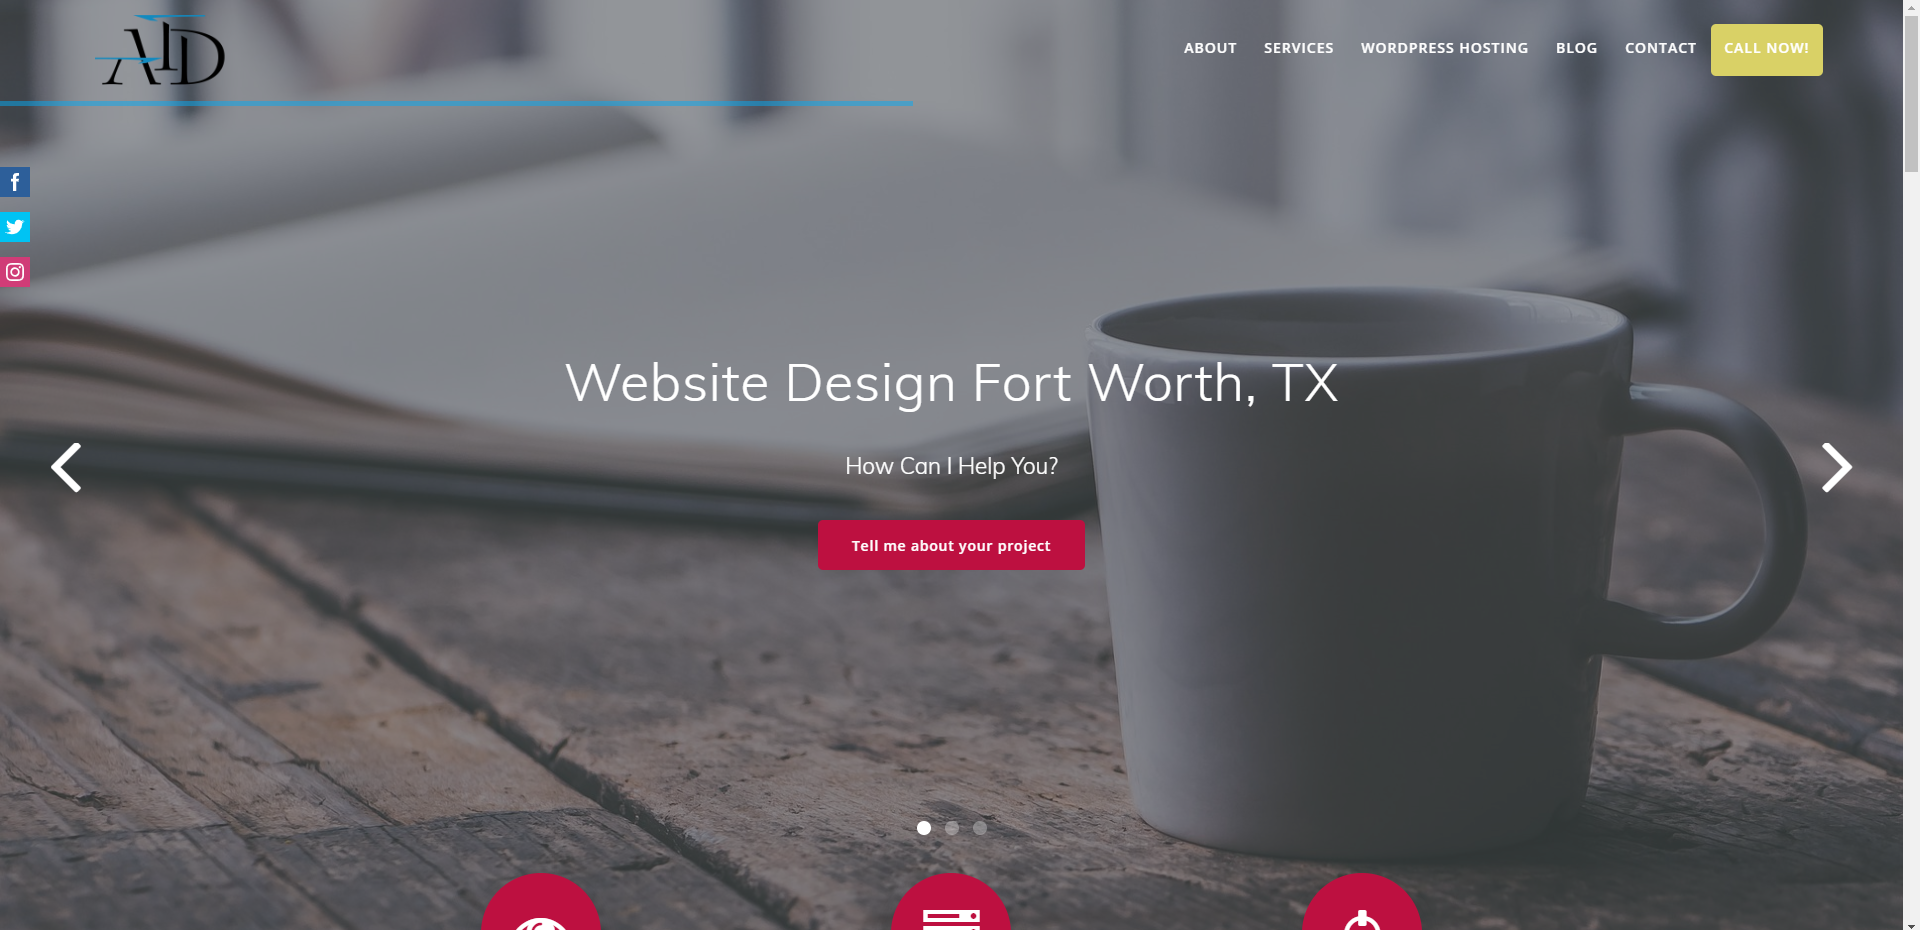 AID
ABOUT SERVICES WORDPRESS HOSTING BLOG CONTACT CALL NOW!
Website Design Fort Worth, TX
How Can I Help You?
Tell me about your project